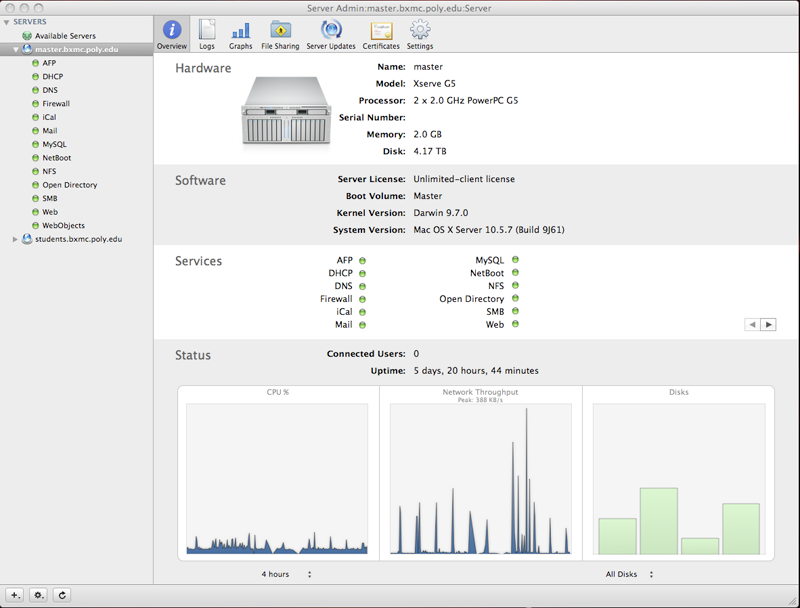 Server Admin:master.bxmc.poly.edu:Server
SERVERS
Available Servers
master.bxmc.poly.edu
AFP
DHCP
DNS
Firewall
iCal
Mail
MySQL
NetBoot
NFS
Open Directory
SMB
Web
WebObjects
students.bxmc.poly.edu
Overview Logs Graphs File Sharing Server Updates Certificates Settings
Hardware
Name: master
Model: Xserve G5
Processor: 2 x 2.0 GHz PowerPC G5
Serial Number:
Memory: 2.0 GB
Disk: 4.17 TB
Software
Server License: Unlimited-client license
Boot Volume: Master
Kernel Version: Darwin 9.7.0
System Version: Mac OS X Server 10.5.7 (Build 9J61)
Services
AFP MySQL
DHCP NetBoot
DNS NFS
Firewall Open Directory
iCal SMB
Mail Web
Status
Connected Users: 0
Uptime: 5 days, 20 hours, 44 minutes
CPU % Network Throughput Disks
Peak: 388 KB/s
4 hours All Disks